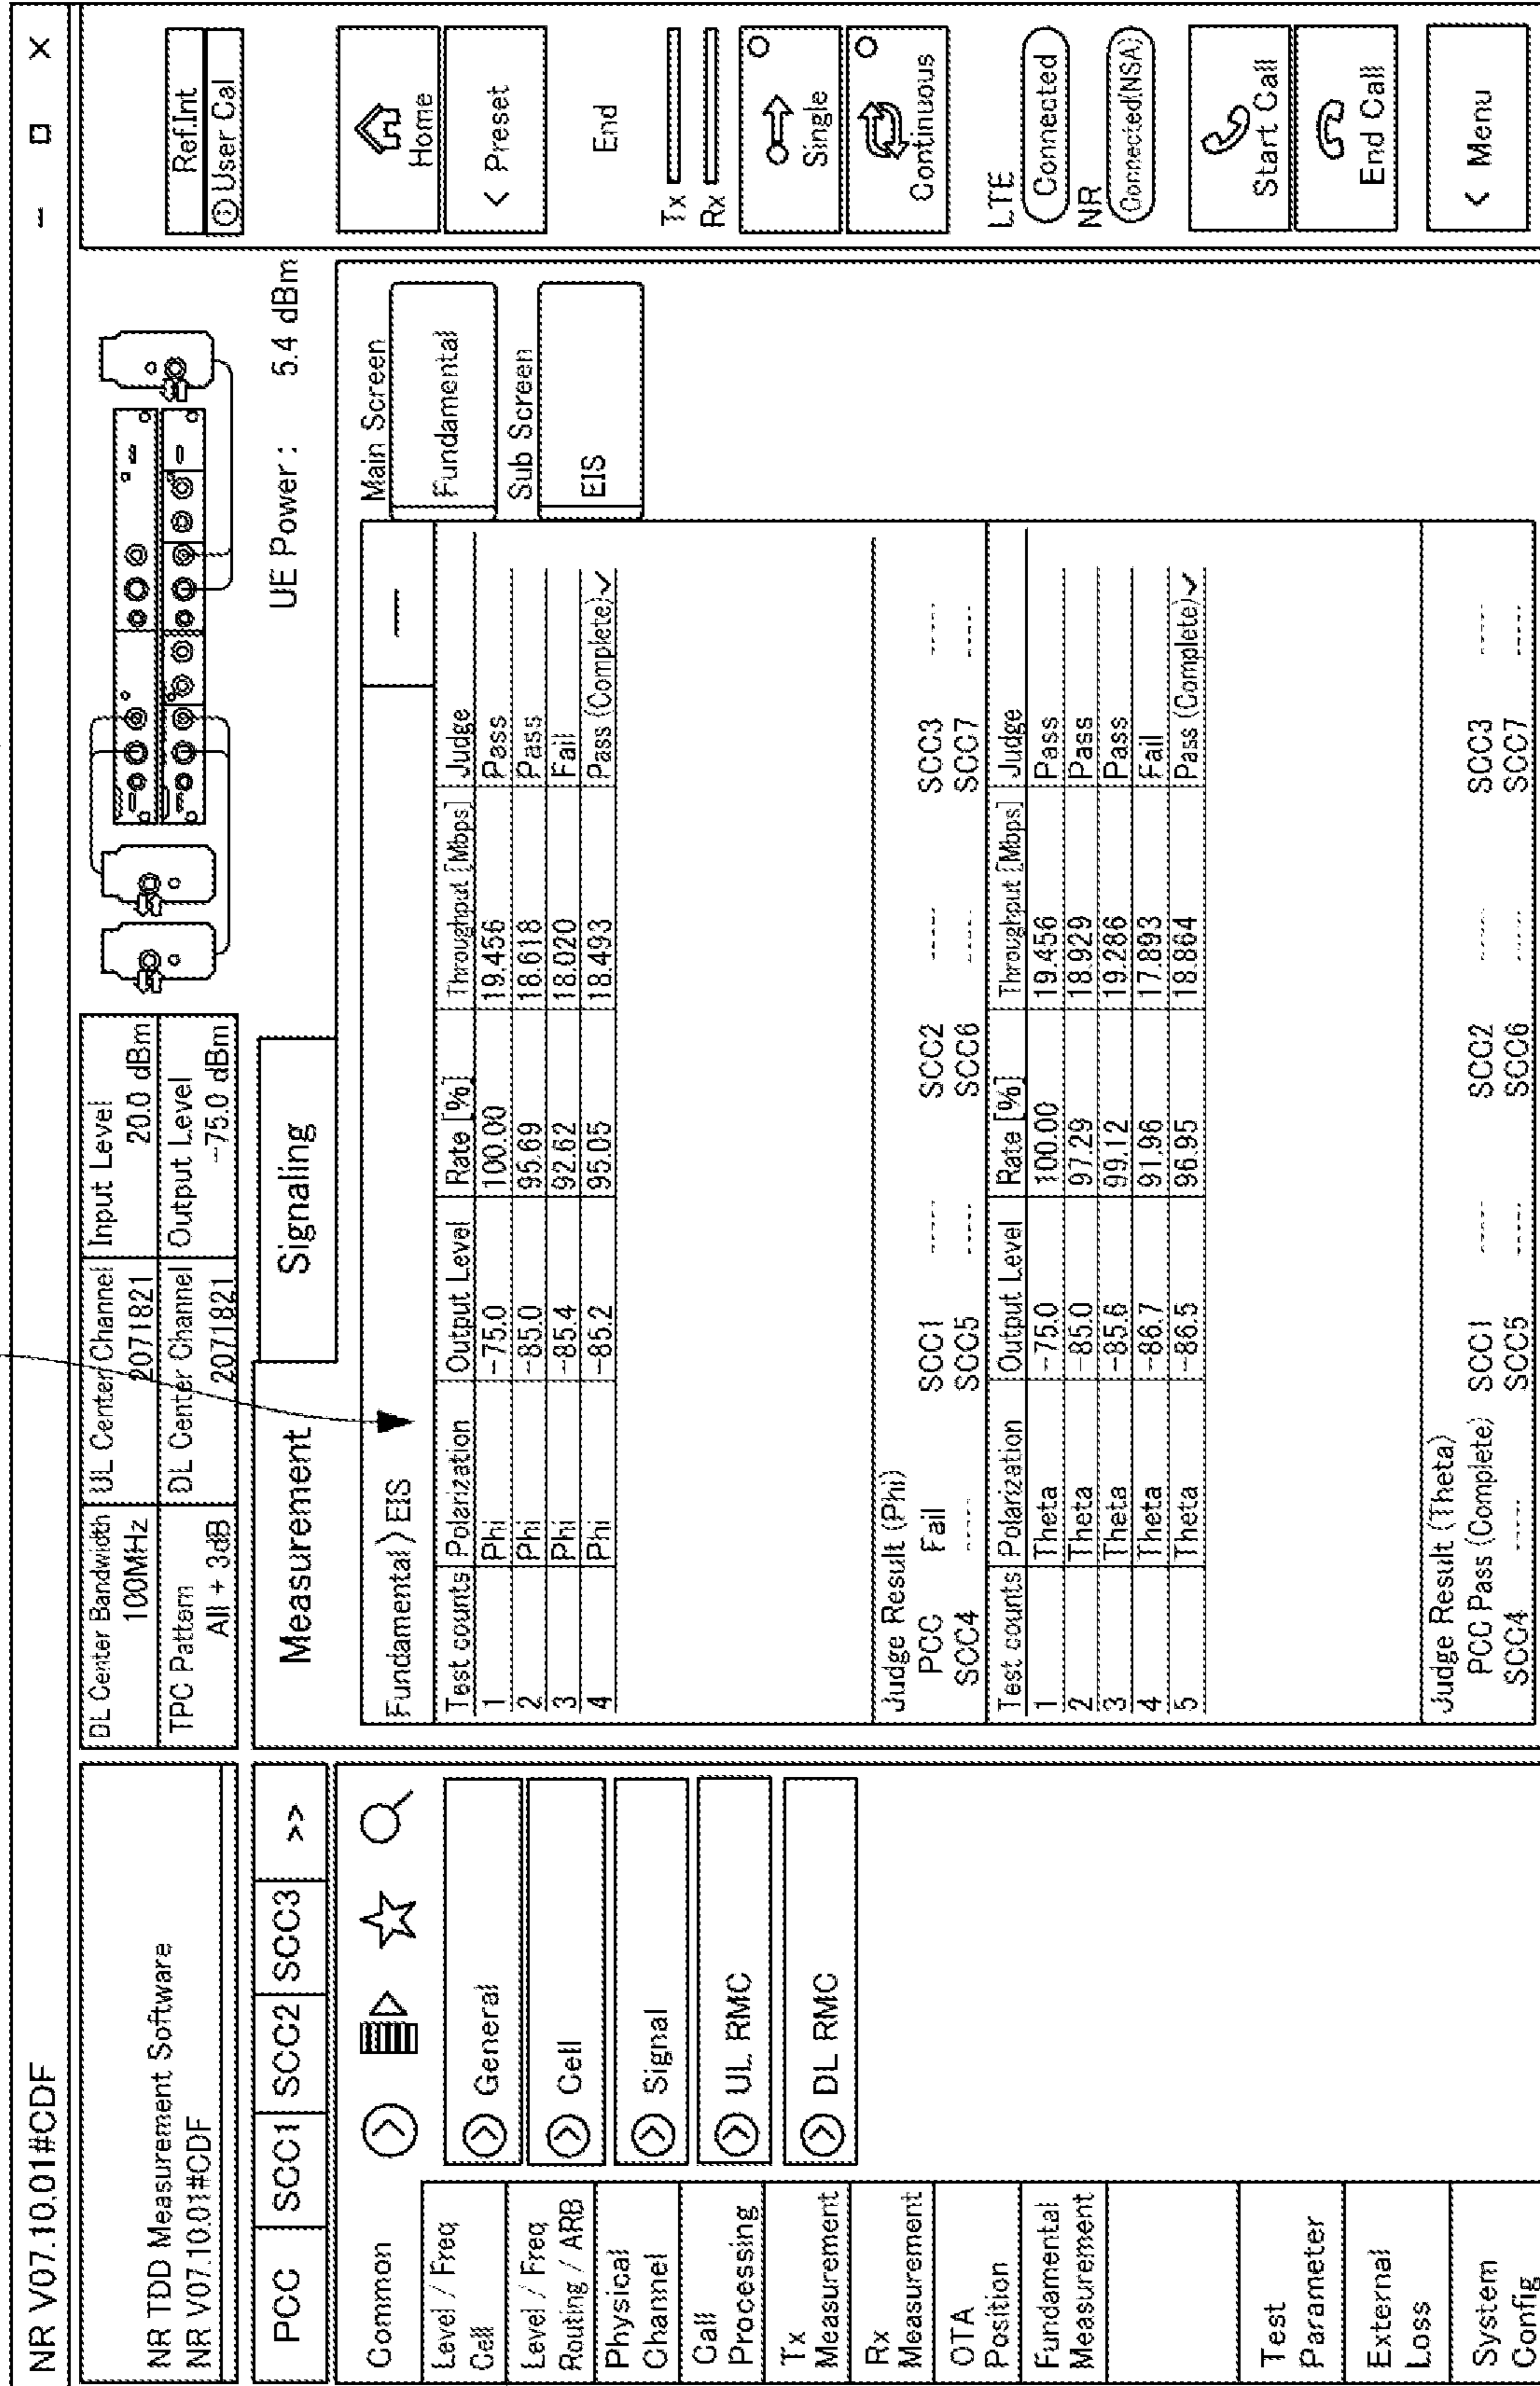 NR V07.10.01#CDF
NR TDD Measurement Software
NR V07.10.01#CDF
DL Center Bandwidth
100MHz
UL Center Channel
2071821
Input Level
20.0 dBm
TPC Pattern
All + 3dB
DL Center Channel
2071821
Output Level
-75.0 dBm
Ref.Int
User Cal
UE Power : 5.4 dBm
PCC SCC1 SCC2 SCC3 >>
Measurement Signaling
Common
Level / Freq
Cell
Level / Freq
Routing / ARB
Physical
Channel
Call
Processing
Tx
Measurement
Rx
Measurement
OTA
Position
Fundamental
Measurement
Test
Parameter
External
Loss
System
Config
General
Cell
Signal
UL RMC
DL RMC
Fundamental > EIS
Test counts Polarization Output Level Rate [%] Throughput [Mbps] Judge
1 Phi -75.0 100.00 19.456 Pass
2 Phi -85.0 95.69 18.618 Pass
3 Phi -85.4 92.62 18.020 Fail
4 Phi -85.2 95.05 18.493 Pass (Complete)
Judge Result (Phi)
PCC Fail SCC1 ----- SCC2 ----- SCC3 -----
SCC4 ----- SCC5 ----- SCC6 ----- SCC7 -----
Test counts Polarization Output Level Rate [%] Throughput [Mbps] Judge
1 Theta -75.0 100.00 19.456 Pass
2 Theta -85.0 97.29 18.929 Pass
3 Theta -85.6 99.12 19.286 Pass
4 Theta -86.7 91.96 17.893 Fail
5 Theta -86.5 96.95 18.864 Pass (Complete)
Judge Result (Theta)
PCC Pass (Complete) SCC1 ----- SCC2 ----- SCC3 -----
SCC4 ----- SCC5 ----- SCC6 ----- SCC7 -----
Main Screen
Fundamental
Sub Screen
EIS
Home
< Preset
End
Tx
Rx
Single
Continuous
LTE
Connected
NR
Connected(NSA)
Start Call
End Call
< Menu